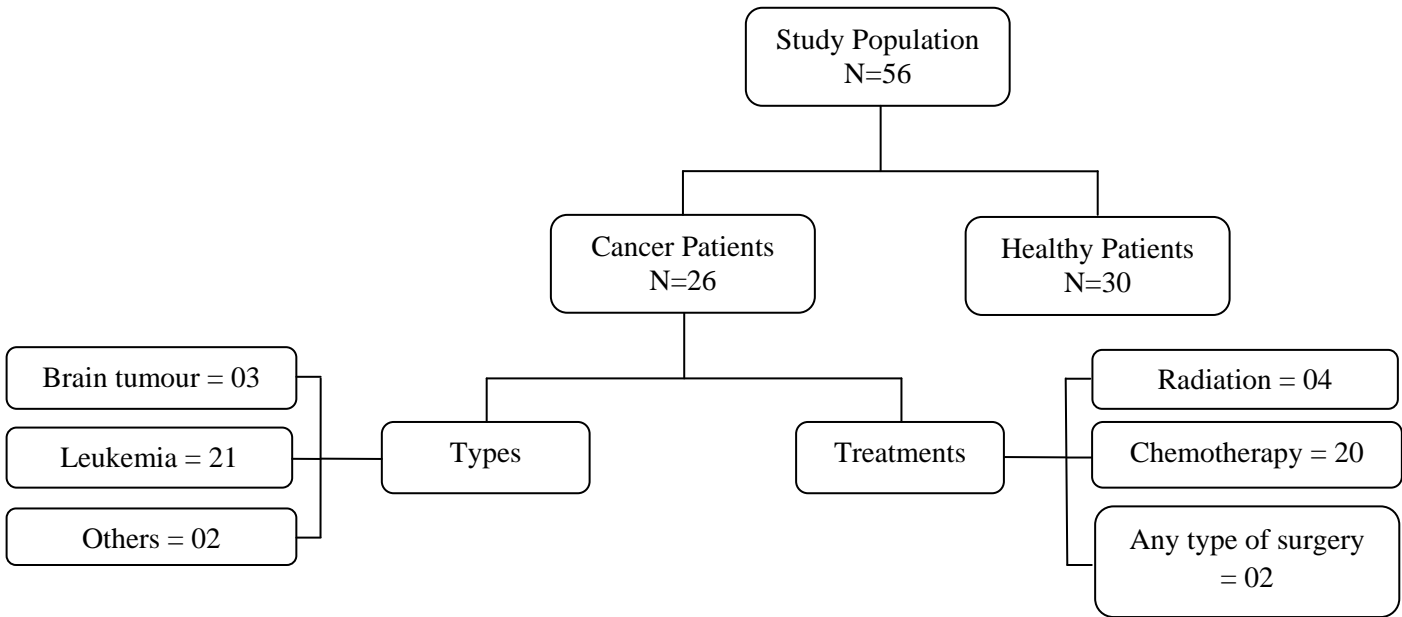 Study Population
N=56
Cancer Patients
N=26
Healthy Patients
N=30
Brain tumour = 03
Leukemia = 21
Others = 02
Types
Treatments
Radiation = 04
Chemotherapy = 20
Any type of surgery
= 02